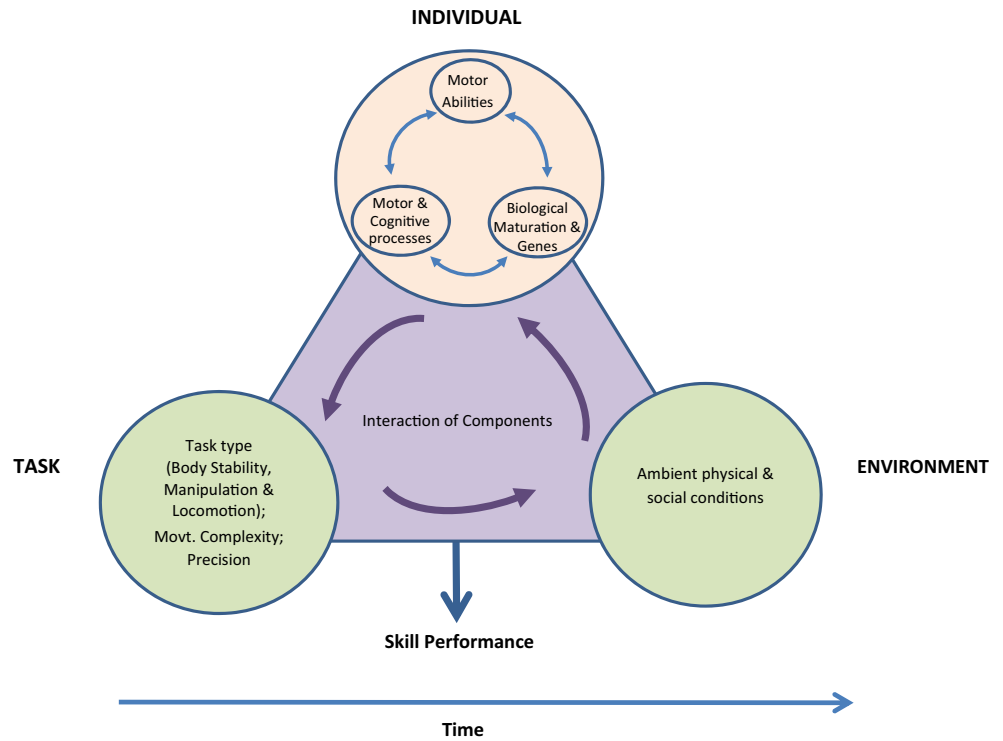 INDIVIDUAL
Motor
Abilities
Motor &
Cognitive
processes
Biological
Maturation &
Genes
Interaction of Components
TASK
Task type
(Body Stability,
Manipulation &
Locomotion);
Movt. Complexity;
Precision
Ambient physical &
social conditions
ENVIRONMENT
Skill Performance
Time